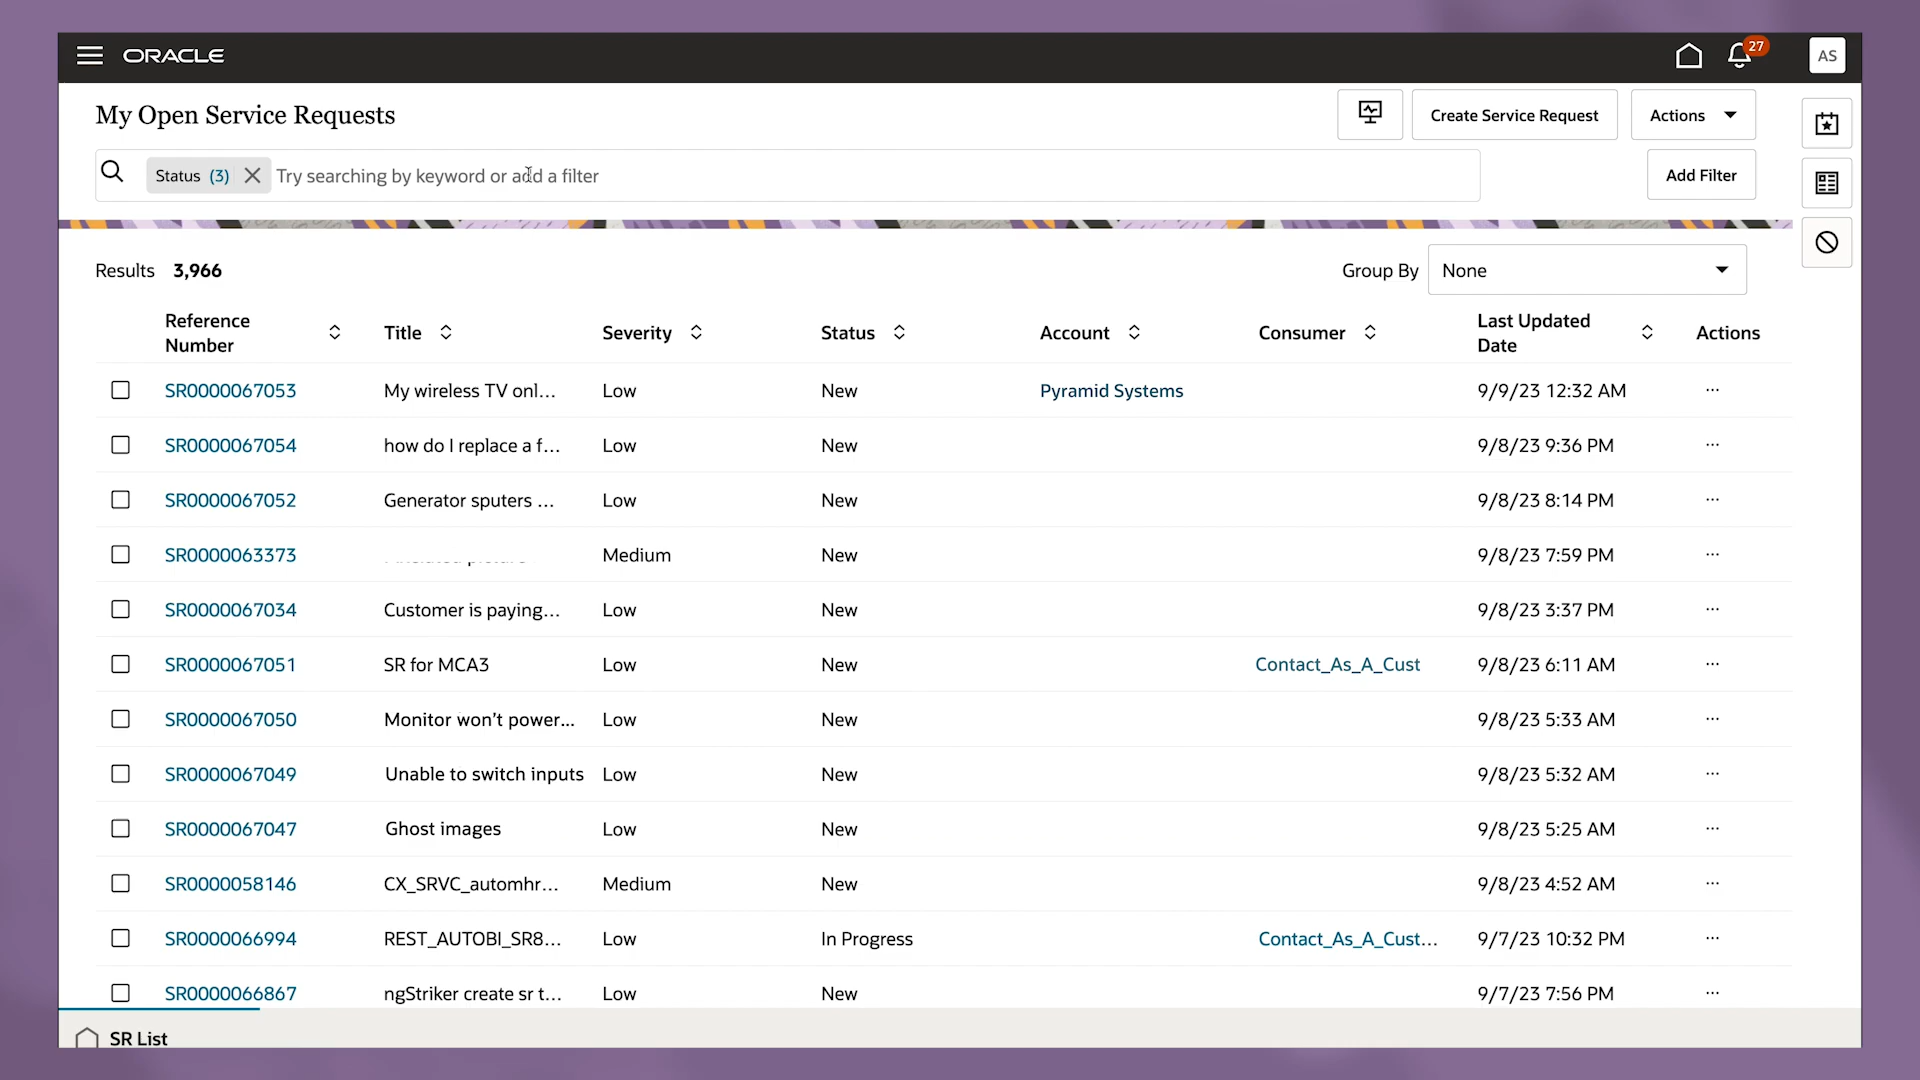 ORACLE
27
AS
My Open Service Requests
Create Service Request
Actions
Status (3)
Try searching by keyword or add a filter
Add Filter
Results 3,966
Group By None
Reference Number Title Severity Status Account Consumer Last Updated Date Actions
SR0000067053 My wireless TV onl... Low New Pyramid Systems 9/9/23 12:32 AM ...
SR0000067054 how do I replace a f... Low New 9/8/23 9:36 PM ...
SR0000067052 Generator sputers ... Low New 9/8/23 8:14 PM ...
SR0000063373 Medium New 9/8/23 7:59 PM ...
SR0000067034 Customer is paying... Low New 9/8/23 3:37 PM ...
SR0000067051 SR for MCA3 Low New Contact_As_A_Cust 9/8/23 6:11 AM ...
SR0000067050 Monitor won't power... Low New 9/8/23 5:33 AM ...
SR0000067049 Unable to switch inputs Low New 9/8/23 5:32 AM ...
SR0000067047 Ghost images Low New 9/8/23 5:25 AM ...
SR0000058146 CX_SRVC_automhr... Medium New 9/8/23 4:52 AM ...
SR0000066994 REST_AUTOBI_SR8... Low In Progress Contact_As_A_Cust... 9/7/23 10:32 PM ...
SR0000066867 ngStriker create sr t... Low New 9/7/23 7:56 PM ...
SR List